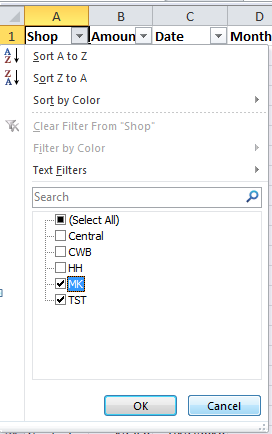 A B C D
1 Shop Amoun Date Month
Sort A to Z
Sort Z to A
Sort by Color
Clear Filter From "Shop"
Filter by Color
Text Filters
Search
(Select All)
Central
CWB
HH
MK
TST
OK Cancel